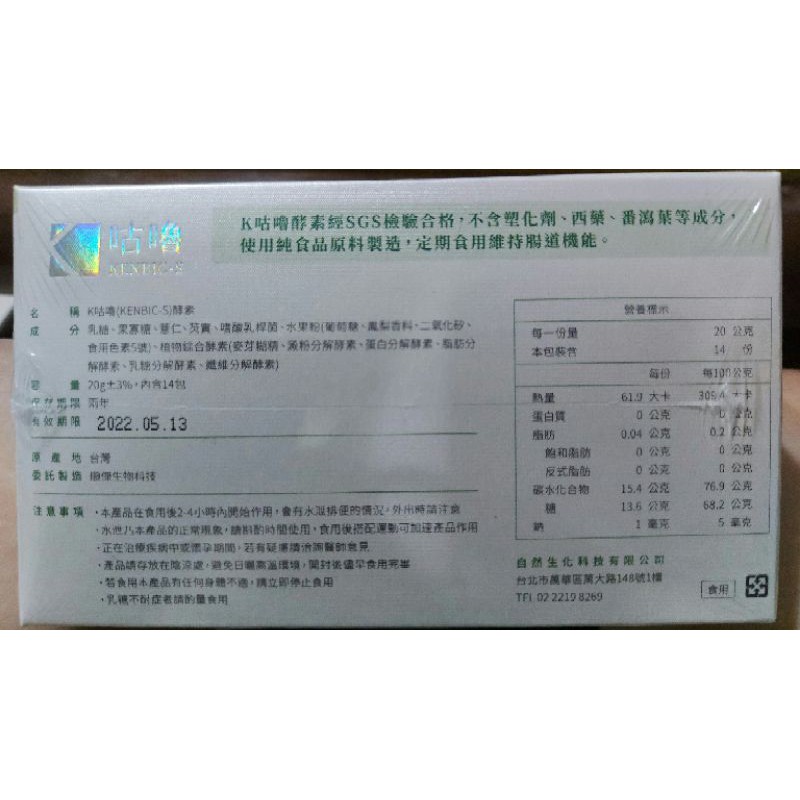 K咕嚕酵素經SGS檢驗合格，不含塑化劑、西藥、番瀉葉等成分，
使用純食品原料製造，定期食用維持腸道機能。
K 咕嚕
KENBIC-S
名稱 K咕嚕(KENBIC-S)酵素
成分 乳糖、果寡糖、薏仁、芡實、嗜酸乳桿菌、水果粉(葡萄糖、鳳梨香料、二氧化矽、
食用色素5號)、植物綜合酵素(麥芽糊精、澱粉分解酵素、蛋白分解酵素、脂肪分
解酵素、乳糖分解酵素、纖維分解酵素)
容量 20g±3%，內含14包
保存期限 兩年
有效期限 2022.05.13
原產地 台灣
委託製造 生物科技
注意事項 •本產品在食用後2-4小時內開始作用，會有水狀排便的情況，外出時請注意
•水泄乃本產品的正常現象，請斟酌時間使用，食用後搭配運動可加速產品作用
•正在治療疾病中或懷孕期間，若有疑慮請洽詢醫師意見
•產品請存放在陰涼處，避免日曬高溫環境，開封後儘早食用完畢
•若食用本產品有任何身體不適，請立即停止食用
•乳糖不耐症者請酌量食用
營養標示
每一份量 20 公克
本包裝含 14 份
每份 每100公克
熱量 61.9 大卡 309.4 大卡
蛋白質 0 公克 0 公克
脂肪 0.04 公克 0.2 公克
飽和脂肪 0 公克 0 公克
反式脂肪 0 公克 0 公克
碳水化合物 15.4 公克 76.9 公克
糖 13.6 公克 68.2 公克
鈉 1 毫克 5 毫克
自然生化科技有限公司
台北市萬華區萬大路148號1樓
TEL 02 2219 8269
食用